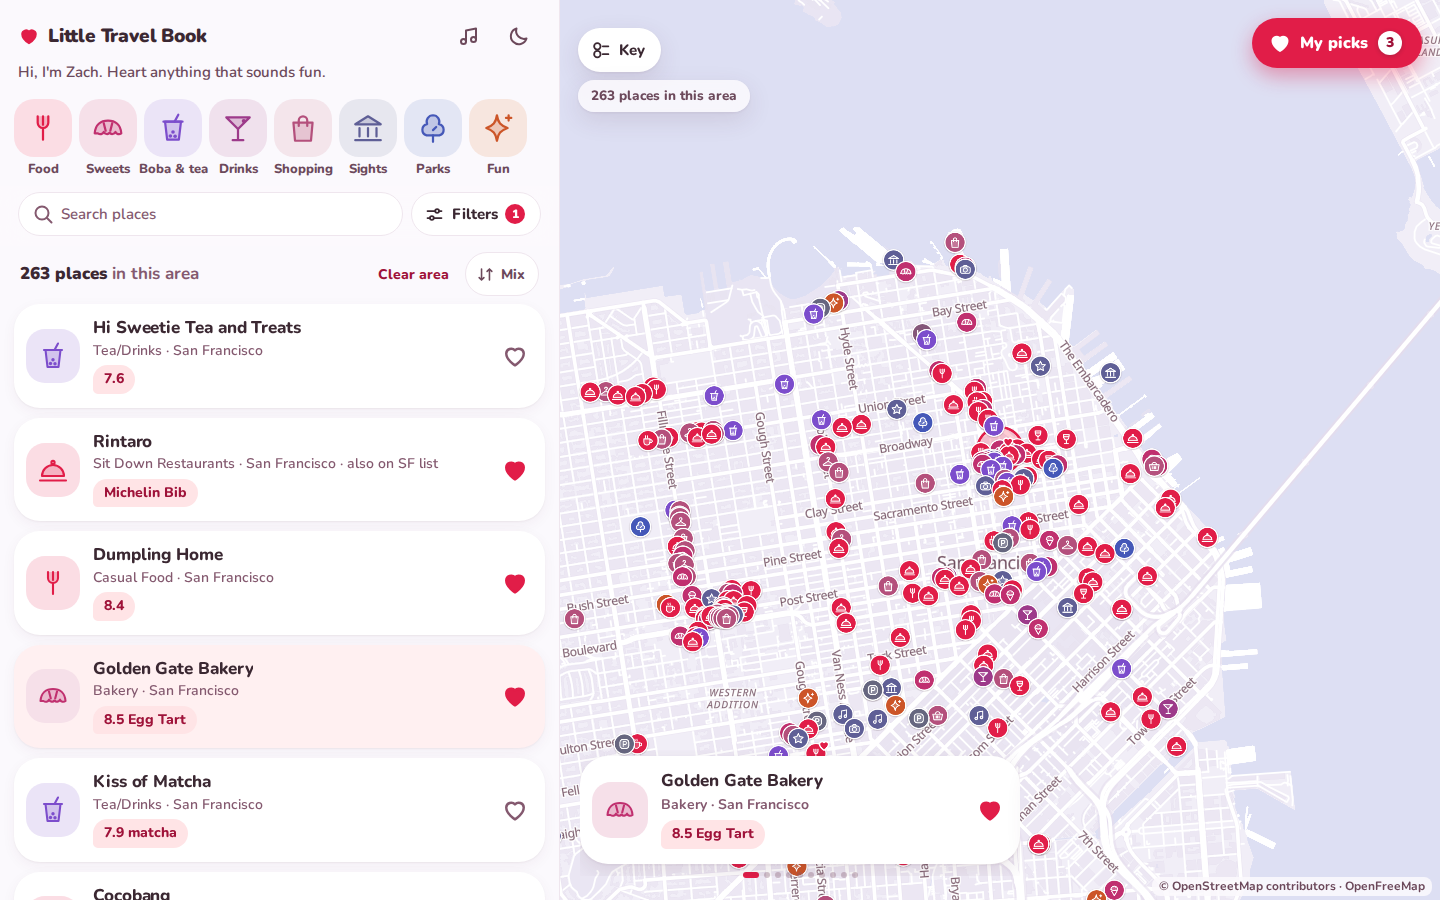 Little Travel Book
Hi, I'm Zach. Heart anything that sounds fun.
Food
Sweets
Boba & tea
Drinks
Shopping
Sights
Parks
Fun
Search places
Filters 1
263 places in this area
Clear area
Mix
Hi Sweetie Tea and Treats
Tea/Drinks · San Francisco
7.6
Rintaro
Sit Down Restaurants · San Francisco · also on SF list
Michelin Bib
Dumpling Home
Casual Food · San Francisco
8.4
Golden Gate Bakery
Bakery · San Francisco
8.5 Egg Tart
Kiss of Matcha
Tea/Drinks · San Francisco
7.9 matcha
Cocobang
Key
263 places in this area
My picks 3
Bay Street
Hyde Street
The Embarcadero
Union Street
Broadway
Gough Street
Clay Street
Sacramento Street
Street
Pine Street
Bush Street
Post Street
Boulevard
Van Ness
Harrison Street
WESTERN
ADDITION
7th Street
Golden Gate Bakery
Bakery · San Francisco
8.5 Egg Tart
© OpenStreetMap contributors · OpenFreeMap